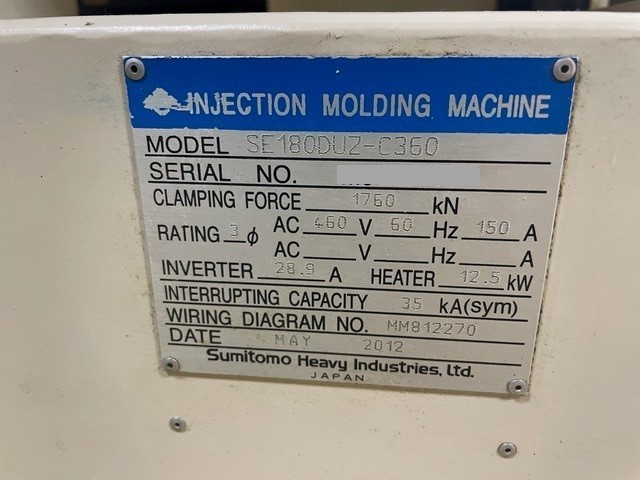 INJECTION MOLDING MACHINE
MODEL SE180DUZ-C360
SERIAL NO.
CLAMPING FORCE 1760 kN
RATING 3 φ AC 460 V 60 Hz 150 A
AC V Hz A
INVERTER 28.9 A HEATER 12.5 kW
INTERRUPTING CAPACITY 35 kA(sym)
WIRING DIAGRAM NO. MM812270
DATE MAY 2012
Sumitomo Heavy Industries, Ltd.
JAPAN